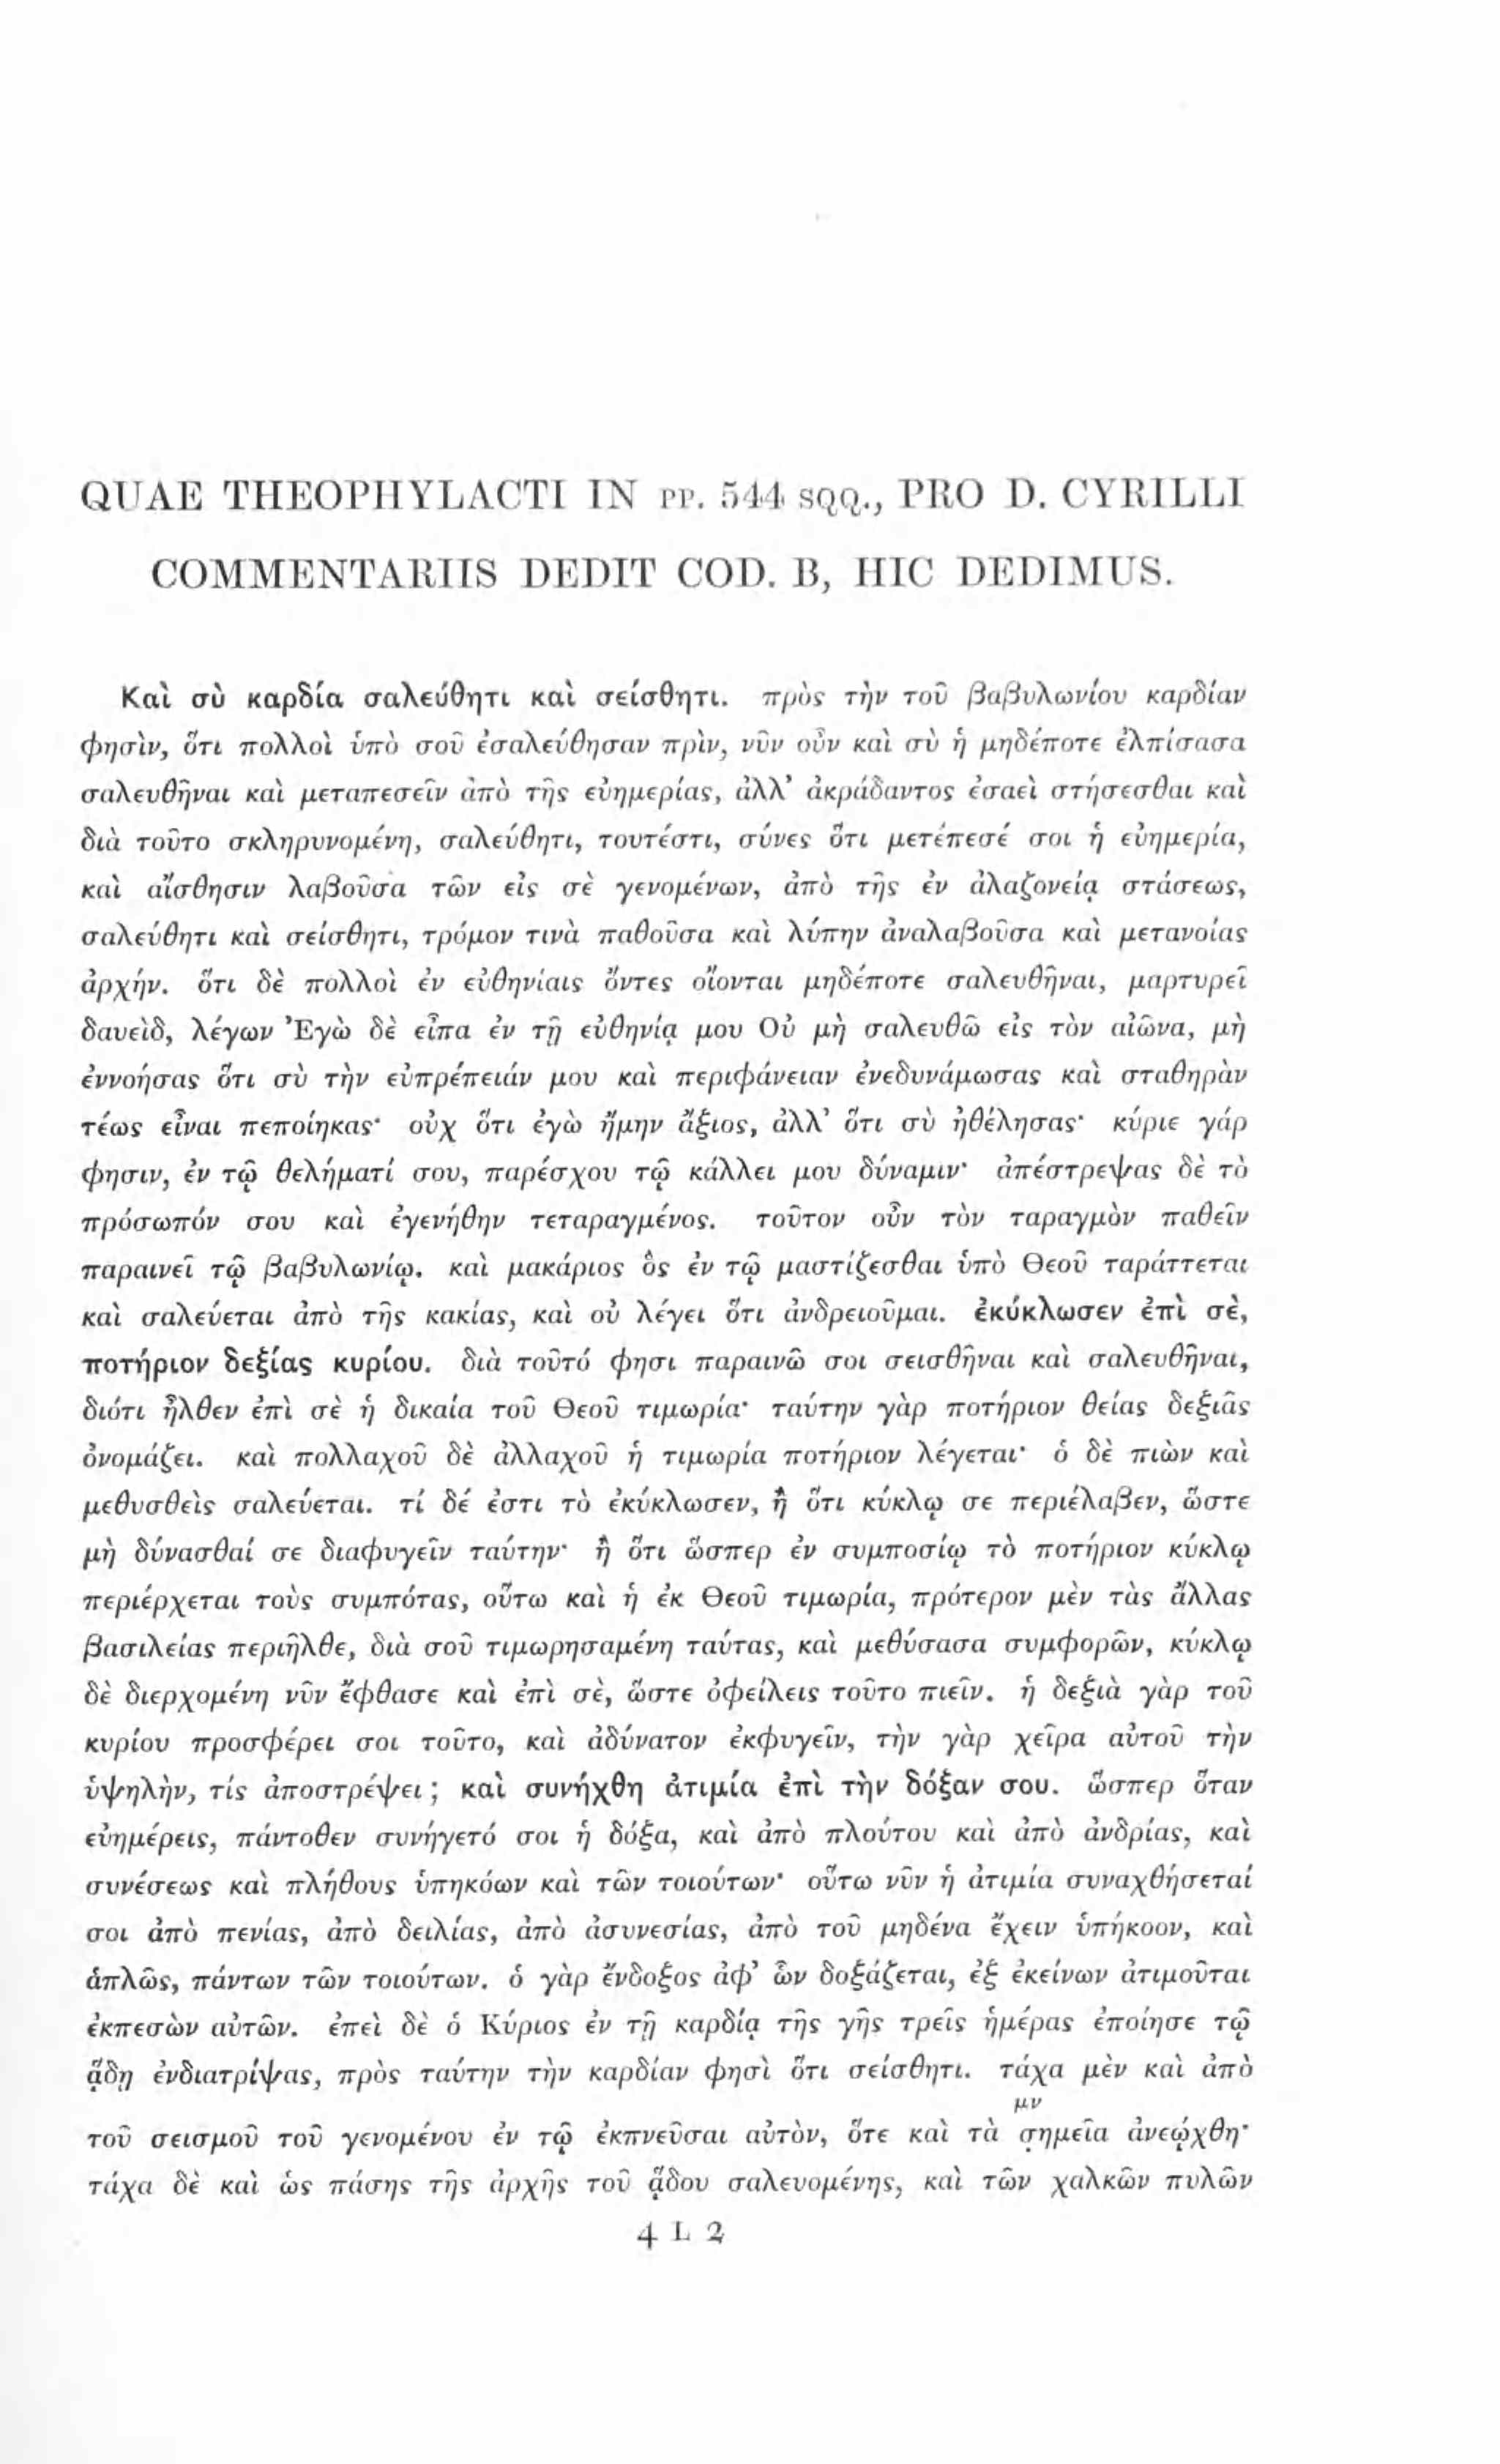 QUAE THEOPHYLACTI IN PP. 544 SQQ., PRO D. CYRILLI
COMMENTARIIS DEDIT COD. B, HIC DEDIMUS.
Καὶ σὺ καρδία σαλεύθητι καὶ σείσθητι. πρὸς τὴν τοῦ βαβυλωνίου καρδίαν
φησὶν, ὅτι πολλοὶ ὑπὸ σοῦ ἐσαλεύθησαν πρὶν, νῦν οὖν καὶ σὺ ἡ μηδέποτε ἐλπίσασα
σαλευθῆναι καὶ μεταπεσεῖν ἀπὸ τῆς εὐημερίας, ἀλλ’ ἀκράδαντος ἐσαεὶ στήσεσθαι καὶ
διὰ τοῦτο σκληρυνομένη, σαλεύθητι, τουτέστι, σύνες ὅτι μετέπεσέ σοι ἡ εὐημερία,
καὶ αἴσθησιν λαβοῦσα τῶν εἰς σὲ γενομένων, ἀπὸ τῆς ἐν ἀλαζονείᾳ στάσεως,
σαλεύθητι καὶ σείσθητι, τρόμον τινὰ παθοῦσα καὶ λύπην ἀναλαβοῦσα καὶ μετανοίας
ἀρχήν. ὅτι δὲ πολλοὶ ἐν εὐθηνίαις ὄντες οἴονται μηδέποτε σαλευθῆναι, μαρτυρεῖ
δαυεὶδ, λέγων Ἐγὼ δὲ εἶπα ἐν τῇ εὐθηνίᾳ μου Οὐ μὴ σαλευθῶ εἰς τὸν αἰῶνα, μὴ
ἐννοήσας ὅτι σὺ τὴν εὐπρέπειάν μου καὶ περιφάνειαν ἐνεδυνάμωσας καὶ σταθηρὰν
τέως εἶναι πεποίηκας· οὐχ ὅτι ἐγὼ ἤμην ἄξιος, ἀλλ’ ὅτι σὺ ἠθέλησας· κύριε γάρ
φησιν, ἐν τῷ θελήματί σου, παρέσχου τῷ κάλλει μου δύναμιν· ἀπέστρεψας δὲ τὸ
πρόσωπόν σου καὶ ἐγενήθην τεταραγμένος. τοῦτον οὖν τὸν ταραγμὸν παθεῖν
παραινεῖ τῷ βαβυλωνίῳ. καὶ μακάριος ὃς ἐν τῷ μαστίζεσθαι ὑπὸ Θεοῦ ταράττεται
καὶ σαλεύεται ἀπὸ τῆς κακίας, καὶ οὐ λέγει ὅτι ἀνδρειοῦμαι. ἐκύκλωσεν ἐπὶ σὲ,
ποτήριον δεξίας κυρίου. διὰ τοῦτό φησι παραινῶ σοι σεισθῆναι καὶ σαλευθῆναι,
διότι ἦλθεν ἐπὶ σὲ ἡ δικαία τοῦ Θεοῦ τιμωρία· ταύτην γὰρ ποτήριον θείας δεξιᾶς
ὀνομάζει. καὶ πολλαχοῦ δὲ ἀλλαχοῦ ἡ τιμωρία ποτήριον λέγεται· ὁ δὲ πιὼν καὶ
μεθυσθεὶς σαλεύεται. τί δέ ἐστι τὸ ἐκύκλωσεν, ἢ ὅτι κύκλῳ σε περιέλαβεν, ὥστε
μὴ δύνασθαί σε διαφυγεῖν ταύτην· ἢ ὅτι ὥσπερ ἐν συμποσίῳ τὸ ποτήριον κύκλῳ
περιέρχεται τοὺς συμπότας, οὕτω καὶ ἡ ἐκ Θεοῦ τιμωρία, πρότερον μὲν τὰς ἄλλας
βασιλείας περιῆλθε, διὰ σοῦ τιμωρησαμένη ταύτας, καὶ μεθύσασα συμφορῶν, κύκλῳ
δὲ διερχομένη νῦν ἔφθασε καὶ ἐπὶ σὲ, ὥστε ὀφείλεις τοῦτο πιεῖν. ἡ δεξιὰ γὰρ τοῦ
κυρίου προσφέρει σοι τοῦτο, καὶ ἀδύνατον ἐκφυγεῖν, τὴν γὰρ χεῖρα αὐτοῦ τὴν
ὑψηλὴν, τίς ἀποστρέψει; καὶ συνήχθη ἀτιμία ἐπὶ τὴν δόξαν σου. ὥσπερ ὅταν
εὐημέρεις, πάντοθεν συνήγετό σοι ἡ δόξα, καὶ ἀπὸ πλούτου καὶ ἀπὸ ἀνδρίας, καὶ
συνέσεως καὶ πλήθους ὑπηκόων καὶ τῶν τοιούτων· οὕτω νῦν ἡ ἀτιμία συναχθήσεταί
σοι ἀπὸ πενίας, ἀπὸ δειλίας, ἀπὸ ἀσυνεσίας, ἀπὸ τοῦ μηδένα ἔχειν ὑπήκοον, καὶ
ἁπλῶς, πάντων τῶν τοιούτων. ὁ γὰρ ἔνδοξος ἀφ’ ὧν δοξάζεται, ἐξ ἐκείνων ἀτιμοῦται
ἐκπεσὼν αὐτῶν. ἐπεὶ δὲ ὁ Κύριος ἐν τῇ καρδίᾳ τῆς γῆς τρεῖς ἡμέρας ἐποίησε τῷ
ᾅδῃ ἐνδιατρίψας, πρὸς ταύτην τὴν καρδίαν φησὶ ὅτι σείσθητι. τάχα μὲν καὶ ἀπὸ
μν
τοῦ σεισμοῦ τοῦ γενομένου ἐν τῷ ἐκπνεῦσαι αὐτὸν, ὅτε καὶ τὰ σημεῖα ἀνεῴχθη·
τάχα δὲ καὶ ὡς πάσης τῆς ἀρχῆς τοῦ ᾅδου σαλευομένης, καὶ τῶν χαλκῶν πυλῶν
4 L 2